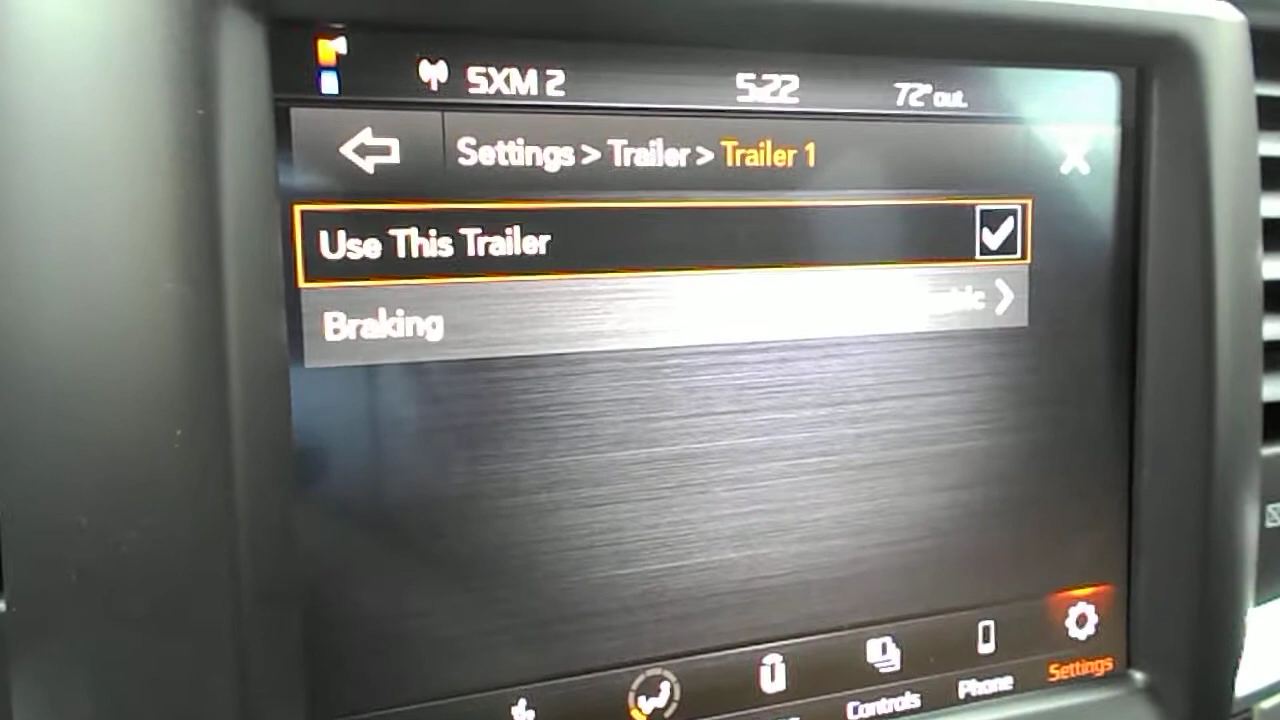 SXM 2 5:22 72° out.
Settings > Trailer > Trailer 1
Use This Trailer
Braking
Controls Phone Settings